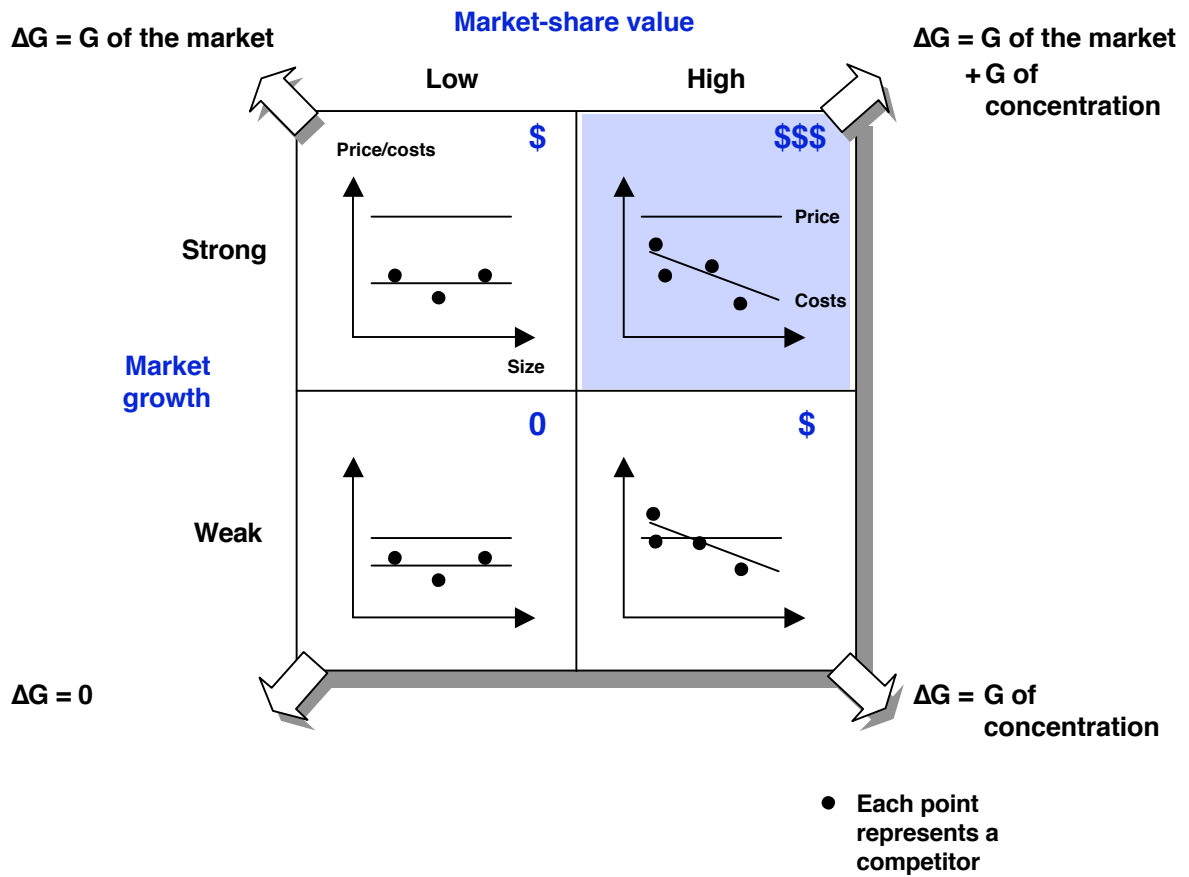 Market-share value
ΔG = G of the market
ΔG = G of the market
+ G of
concentration
Low
High
$
$$$
Price/costs
Price
Strong
Costs
Size
Market
growth
0
$
Weak
ΔG = 0
ΔG = G of
concentration
Each point
represents a
competitor